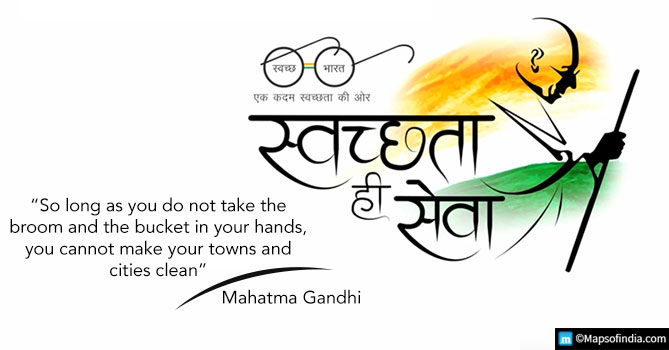 स्वच्छ भारत
एक कदम स्वच्छता की ओर
स्वच्छता
ही सेवा
“So long as you do not take the
broom and the bucket in your hands,
you cannot make your towns and
cities clean”
Mahatma Gandhi
m ©Mapsofindia.com